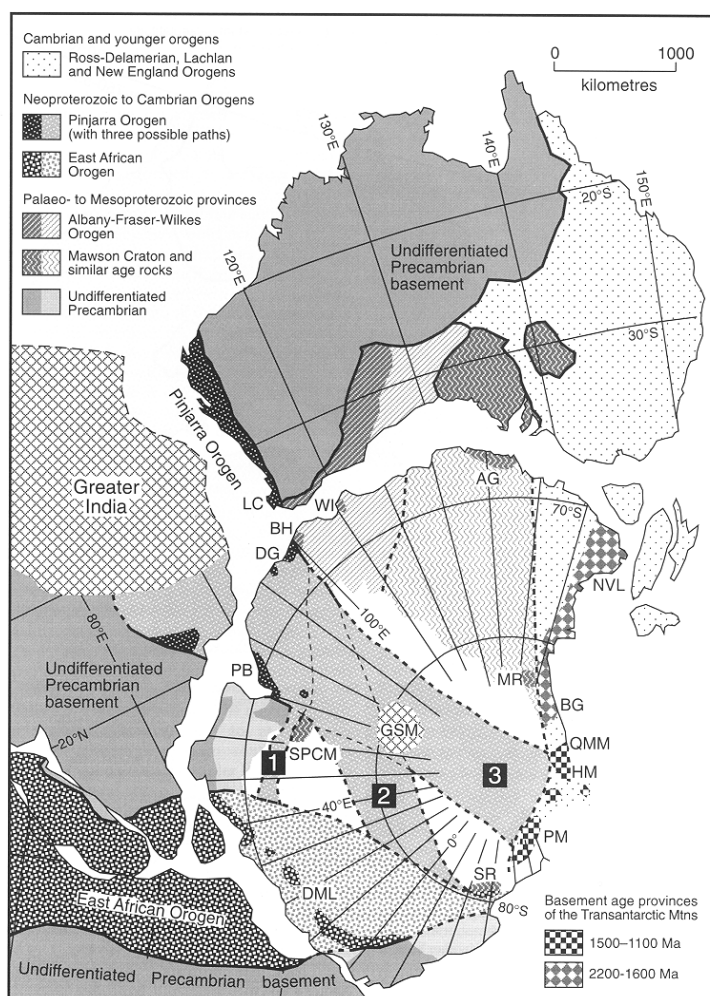 Cambrian and younger orogens
Ross-Delamerian, Lachlan
and New England Orogens
Neoproterozoic to Cambrian Orogens
Pinjarra Orogen
(with three possible paths)
East African
Orogen
Palaeo- to Mesoproterozoic provinces
Albany-Fraser-Wilkes
Orogen
Mawson Craton and
similar age rocks
Undifferentiated
Precambrian
0 1000
kilometres
130°E
140°E
150°E
20°S
120°E
Undifferentiated
Precambrian
basement
30°S
Pinjarra Orogen
Greater
India
LC
WI
AG
70°S
BH
DG
NVL
80°E
100°E
Undifferentiated
Precambrian
basement
PB
MR
BG
GSM
QMM
20°N
SPCM
1
3
HM
2
40°E
0°
PM
SR
DML
80°S
East African Orogen
Basement age provinces
of the Transantarctic Mtns
1500–1100 Ma
2200-1600 Ma
Undifferentiated Precambrian basement